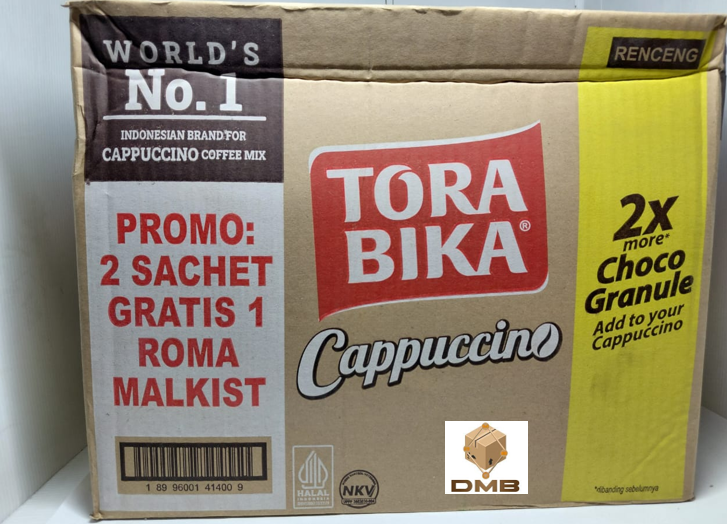 WORLD'S
No. 1
INDONESIAN BRAND FOR
CAPPUCCINO COFFEE MIX
PROMO:
2 SACHET
GRATIS 1
ROMA
MALKIST
1 89 96001 41400 9
TORA
BIKA®
Cappuccino
HALAL
INDONESIA
NKV
DMB
RENCENG
2x
more*
Choco
Granule
Add to your
Cappuccino
*dibanding sebelumnya